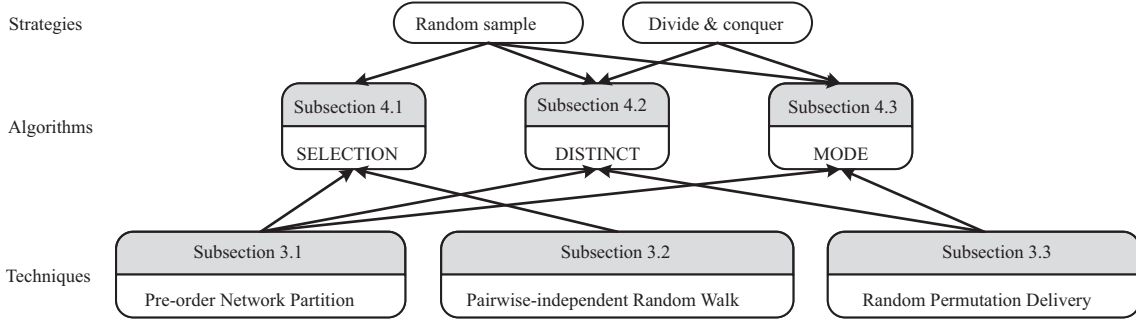 Strategies
Random sample
Divide & conquer
Algorithms
Subsection 4.1
SELECTION
Subsection 4.2
DISTINCT
Subsection 4.3
MODE
Techniques
Subsection 3.1
Pre-order Network Partition
Subsection 3.2
Pairwise-independent Random Walk
Subsection 3.3
Random Permutation Delivery